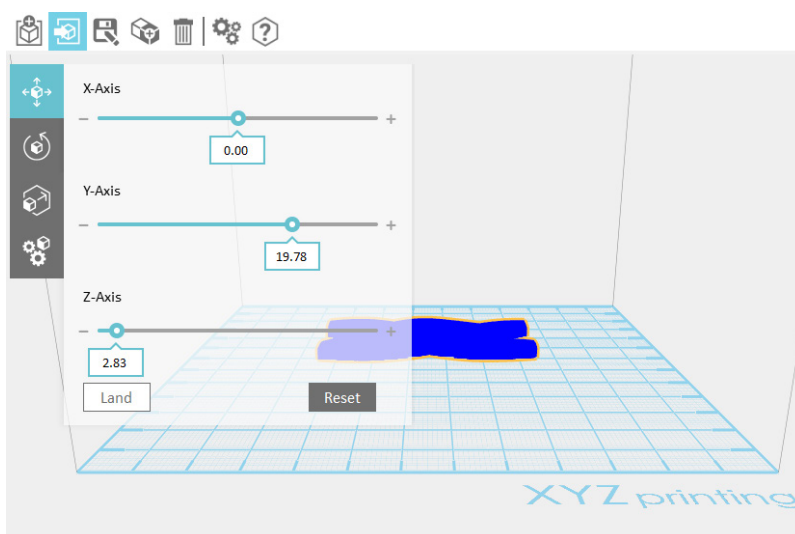 X-Axis
0.00
Y-Axis
19.78
Z-Axis
2.83
Land
Reset
XYZ printing